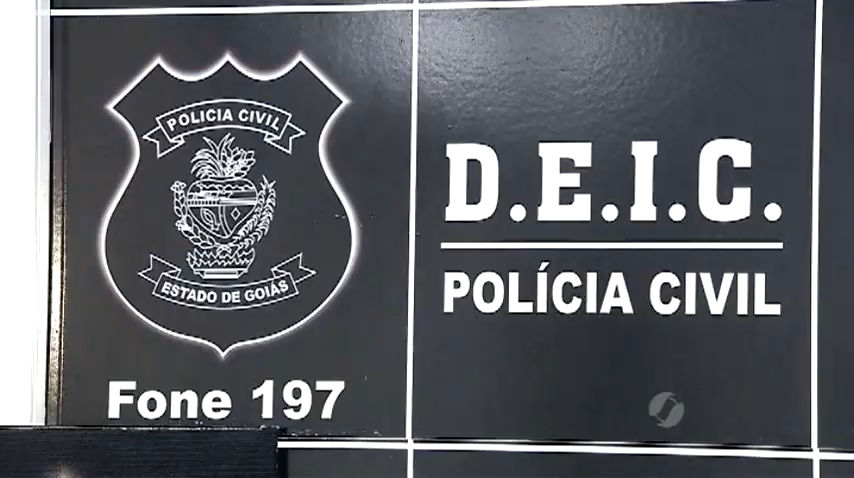 POLICIA CIVIL
ESTADO DE GOIÁS
Fone 197
D.E.I.C.
POLÍCIA CIVIL